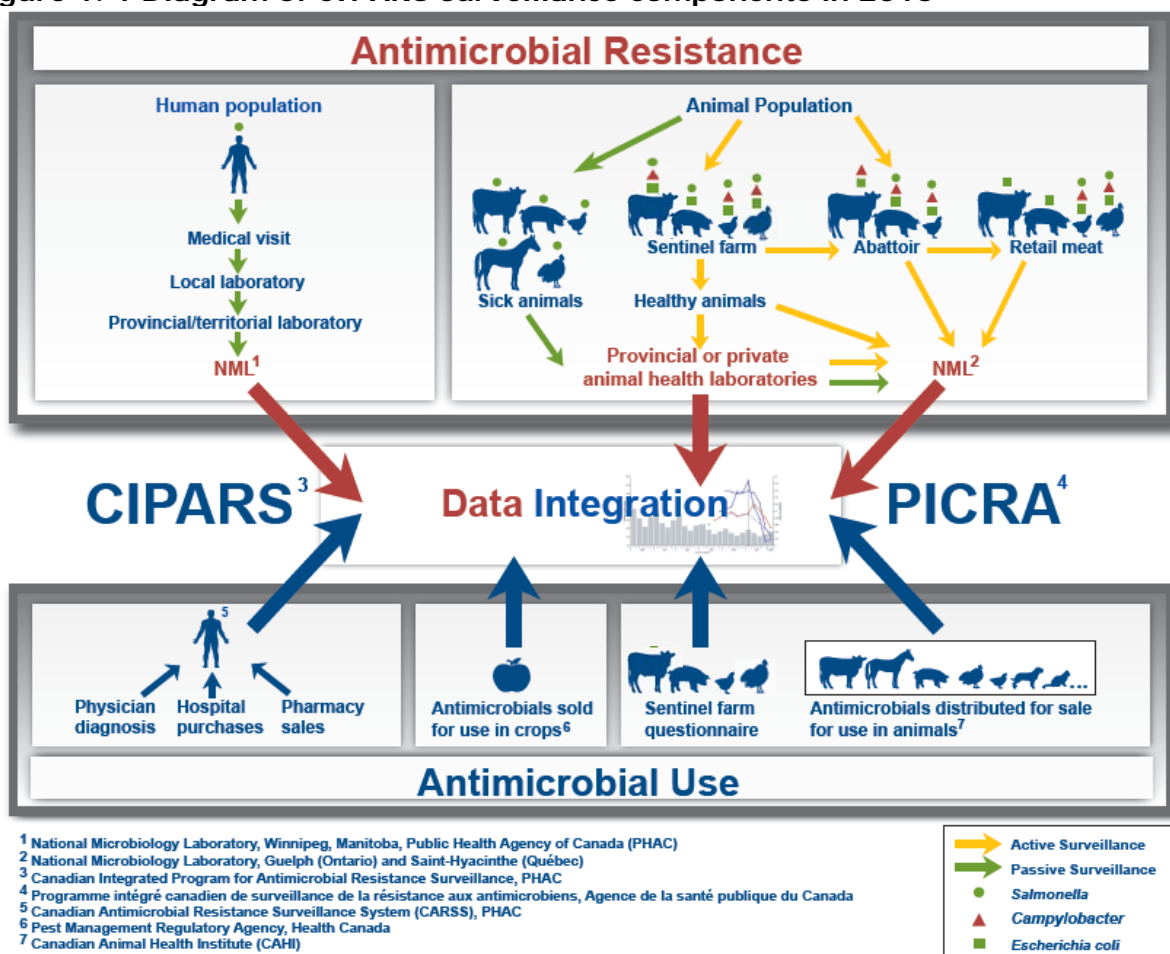 Antimicrobial Resistance
Human population
Medical visit
Local laboratory
Provincial/territorial laboratory
NML1
Animal Population
Sick animals
Sentinel farm
Healthy animals
Abattoir
Retail meat
Provincial or private
animal health laboratories
NML2
CIPARS3
Data Integration
PICRA4
5
Physician
diagnosis
Hospital
purchases
Pharmacy
sales
Antimicrobials sold
for use in crops6
Sentinel farm
questionnaire
...
Antimicrobials distributed for sale
for use in animals7
Antimicrobial Use
1 National Microbiology Laboratory, Winnipeg, Manitoba, Public Health Agency of Canada (PHAC)
2 National Microbiology Laboratory, Guelph (Ontario) and Saint-Hyacinthe (Québec)
3 Canadian Integrated Program for Antimicrobial Resistance Surveillance, PHAC
4 Programme intégré canadien de surveillance de la résistance aux antimicrobiens, Agence de la santé publique du Canada
5 Canadian Antimicrobial Resistance Surveillance System (CARSS), PHAC
6 Pest Management Regulatory Agency, Health Canada
7 Canadian Animal Health Institute (CAHI)
Active Surveillance
Passive Surveillance
Salmonella
Campylobacter
Escherichia coli